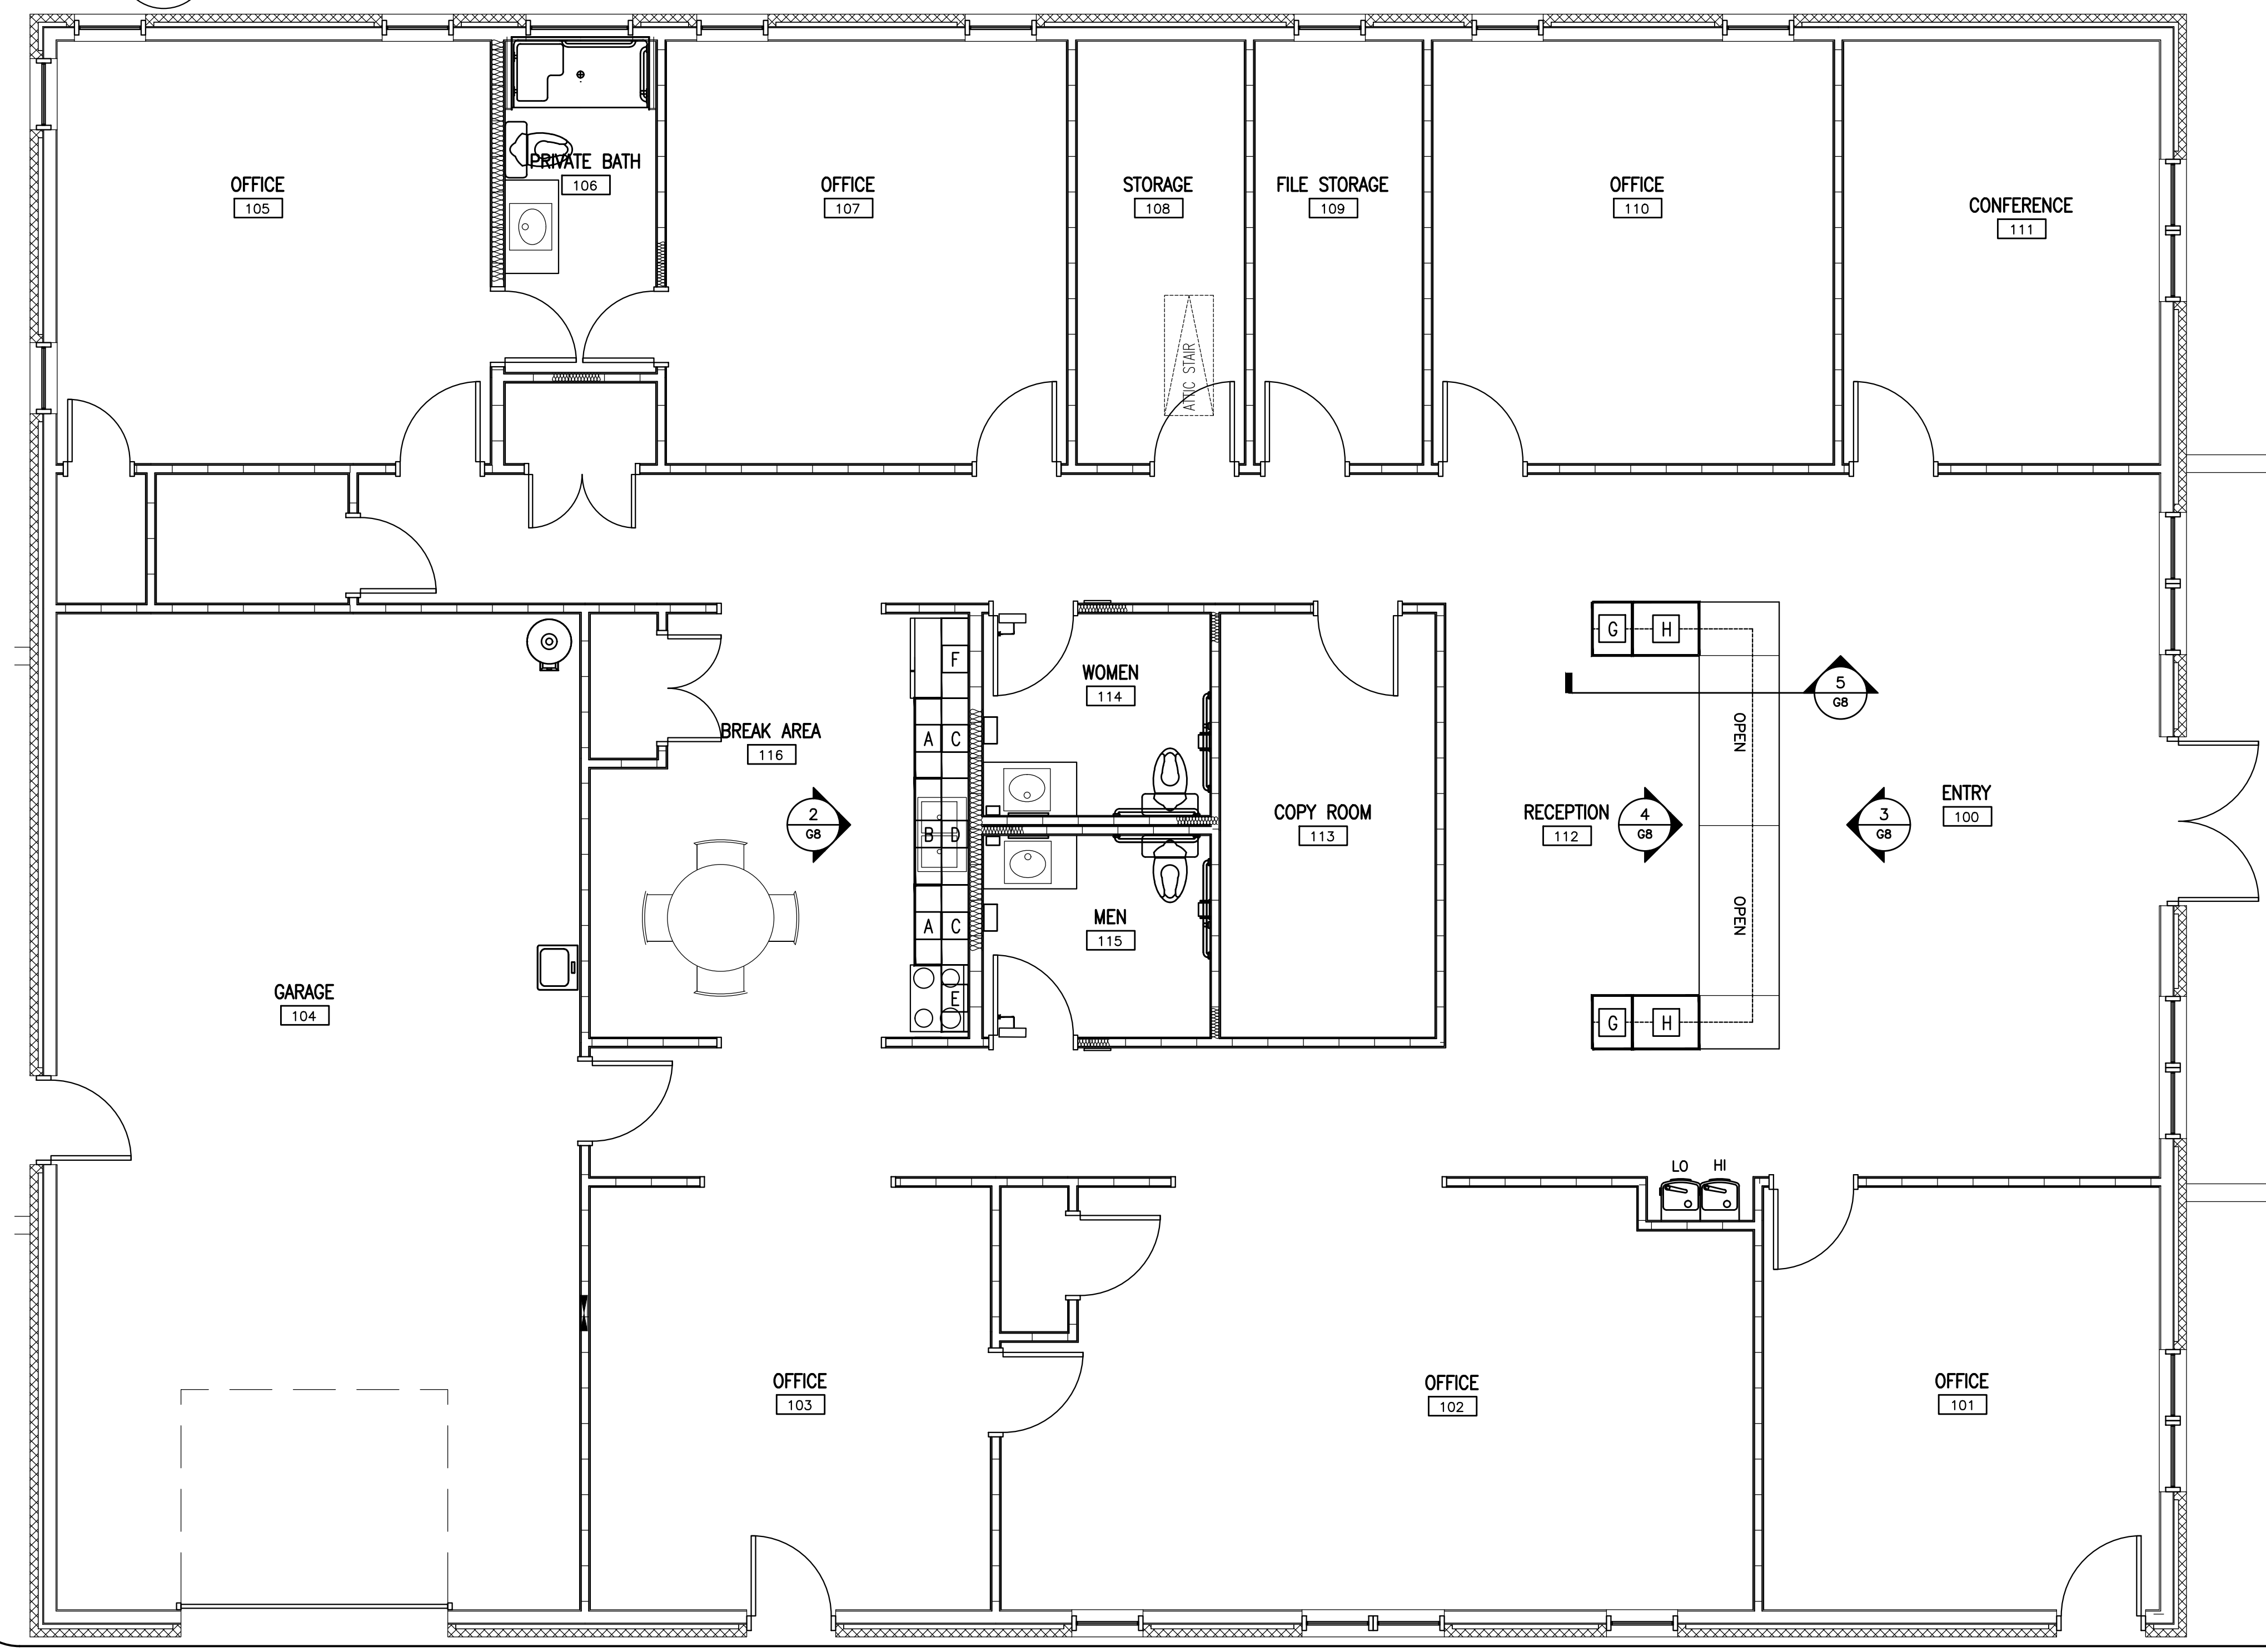 PRIVATE BATH
106
OFFICE
105
OFFICE
107
STORAGE
108
FILE STORAGE
109
OFFICE
110
CONFERENCE
111
ATTIC STAIR
G H
F
WOMEN
114
5
G8
OPEN
BREAK AREA
116
A C
2
G8
B D
COPY ROOM
113
RECEPTION
112
4
G8
3
G8
ENTRY
100
OPEN
A C
MEN
115
E
G H
GARAGE
104
LO HI
OFFICE
103
OFFICE
102
OFFICE
101